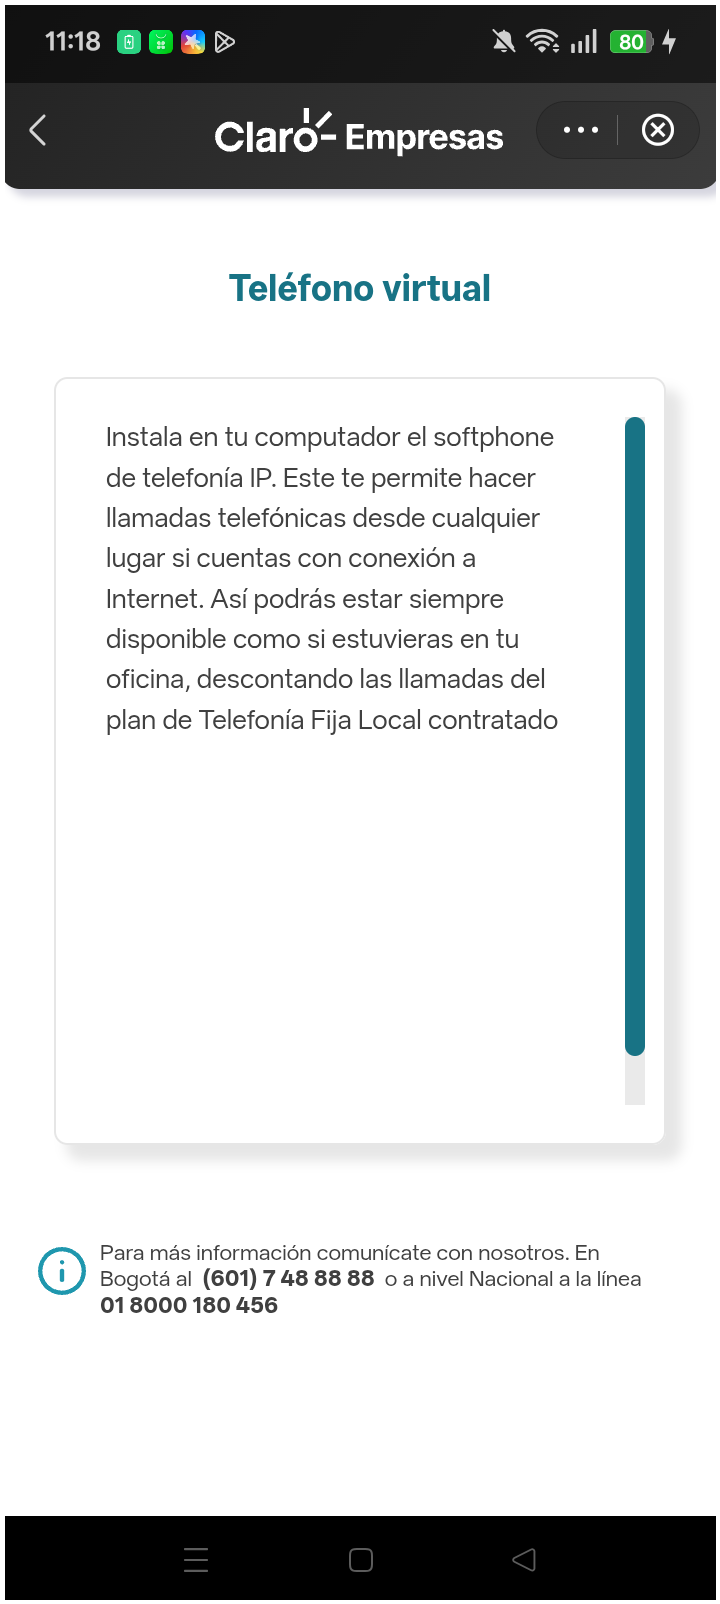 11:18
80
Claro Empresas
Teléfono virtual
Instala en tu computador el softphone
de telefonía IP. Este te permite hacer
llamadas telefónicas desde cualquier
lugar si cuentas con conexión a
Internet. Así podrás estar siempre
disponible como si estuvieras en tu
oficina, descontando las llamadas del
plan de Telefonía Fija Local contratado
Para más información comunícate con nosotros. En
Bogotá al (601) 7 48 88 88 o a nivel Nacional a la línea
01 8000 180 456